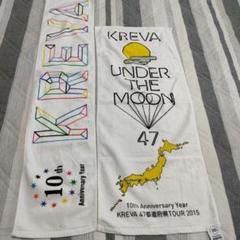 KREVA
10th
Anniversary Year
KREVA
UNDER
THE
MOON
47
10th Anniversary Year
KREVA 47都道府県TOUR 2015